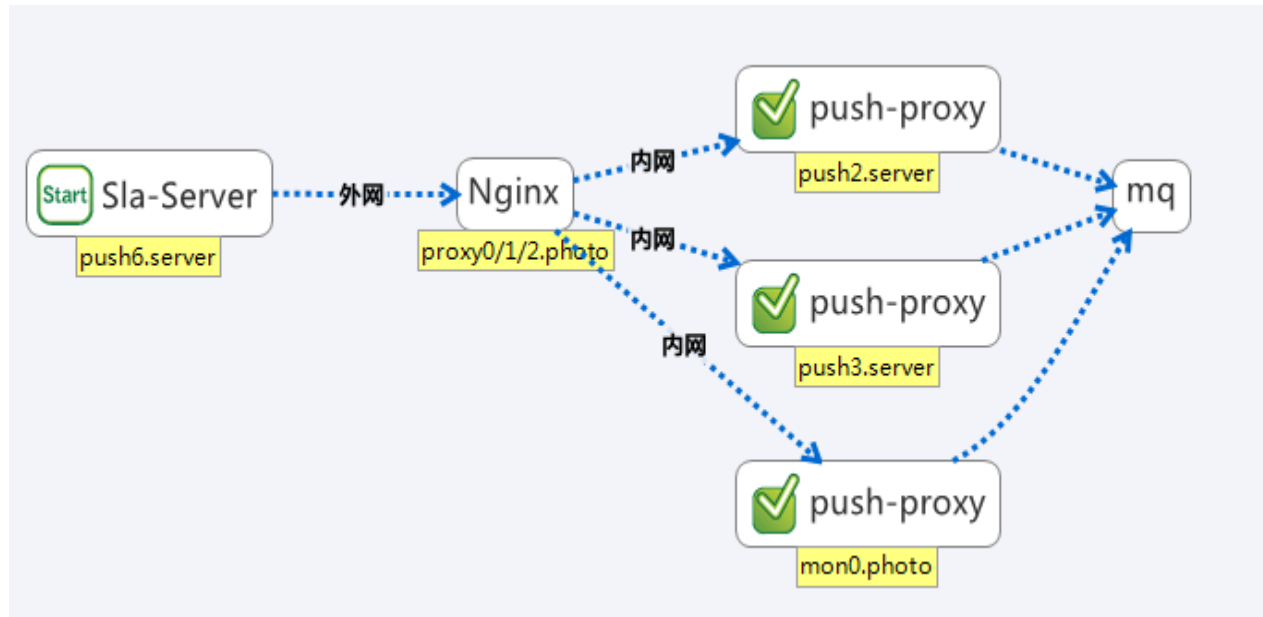 Start
Sla-Server
push6.server
外网
Nginx
proxy0/1/2.photo
内网
push-proxy
push2.server
内网
push-proxy
push3.server
内网
push-proxy
mon0.photo
mq